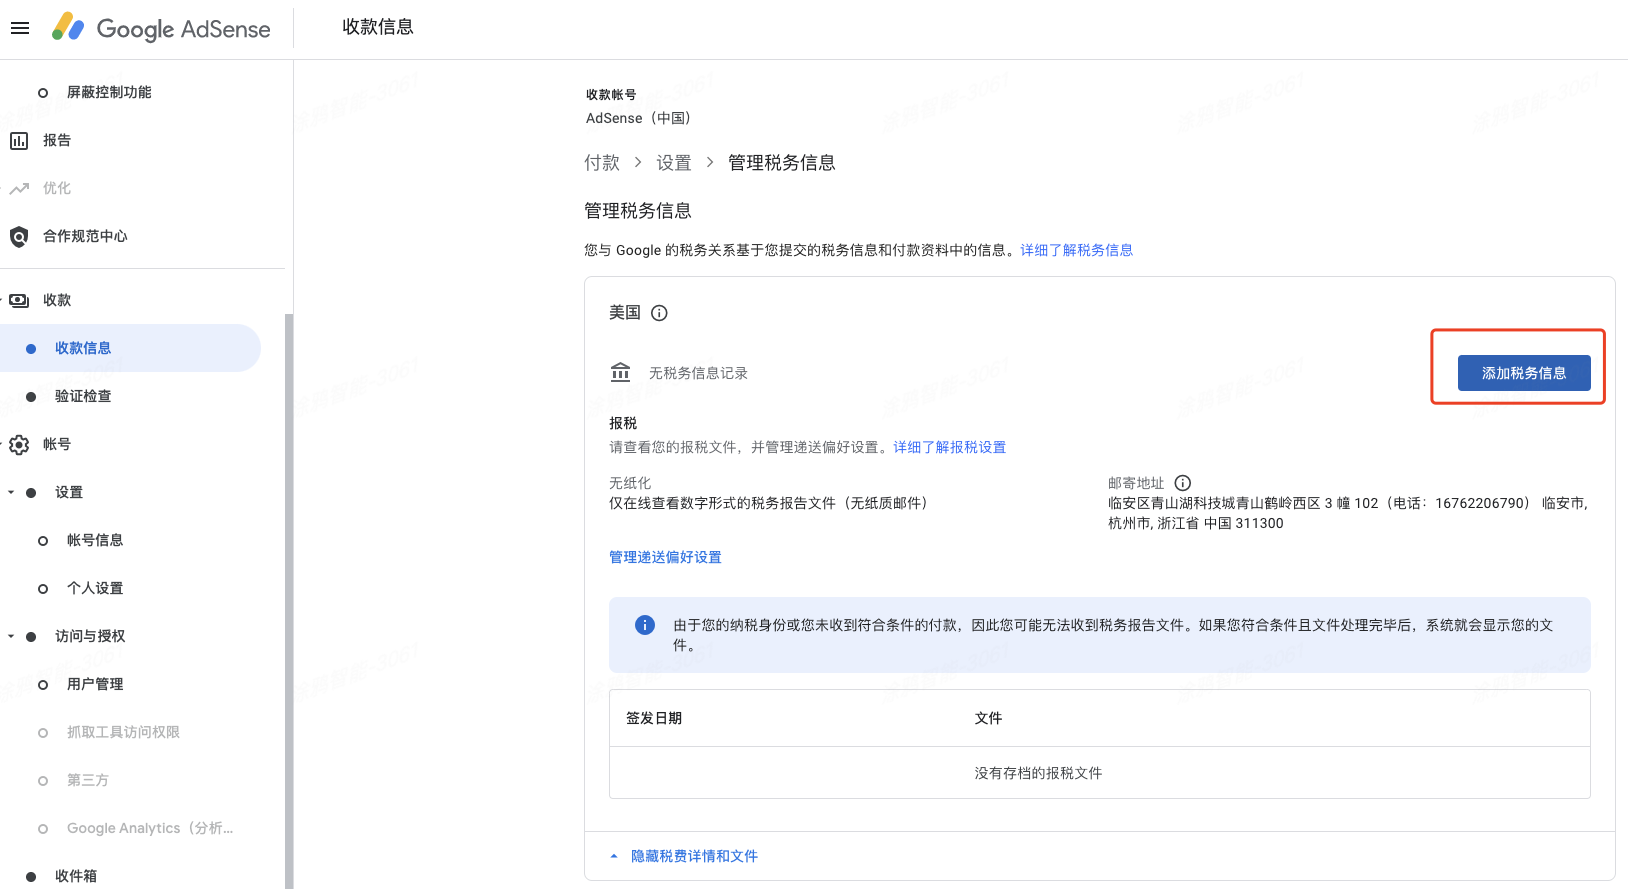 Google AdSense
收款信息
屏蔽控制功能
报告
优化
合作规范中心
收款
收款信息
验证检查
帐号
设置
帐号信息
个人设置
访问与授权
用户管理
抓取工具访问权限
第三方
Google Analytics（分析...
收件箱
收款帐号
AdSense（中国）
付款 > 设置 > 管理税务信息
管理税务信息
您与 Google 的税务关系基于您提交的税务信息和付款资料中的信息。详细了解税务信息
美国
无税务信息记录
添加税务信息
报税
请查看您的报税文件，并管理递送偏好设置。详细了解报税设置
无纸化
仅在线查看数字形式的税务报告文件（无纸质邮件）
邮寄地址
临安区青山湖科技城青山鹤岭西区 3 幢 102（电话：16762206790） 临安市,
杭州市, 浙江省 中国 311300
管理递送偏好设置
由于您的纳税身份或您未收到符合条件的付款，因此您可能无法收到税务报告文件。如果您符合条件且文件处理完毕后，系统就会显示您的文
件。
签发日期 文件
没有存档的报税文件
隐藏税费详情和文件